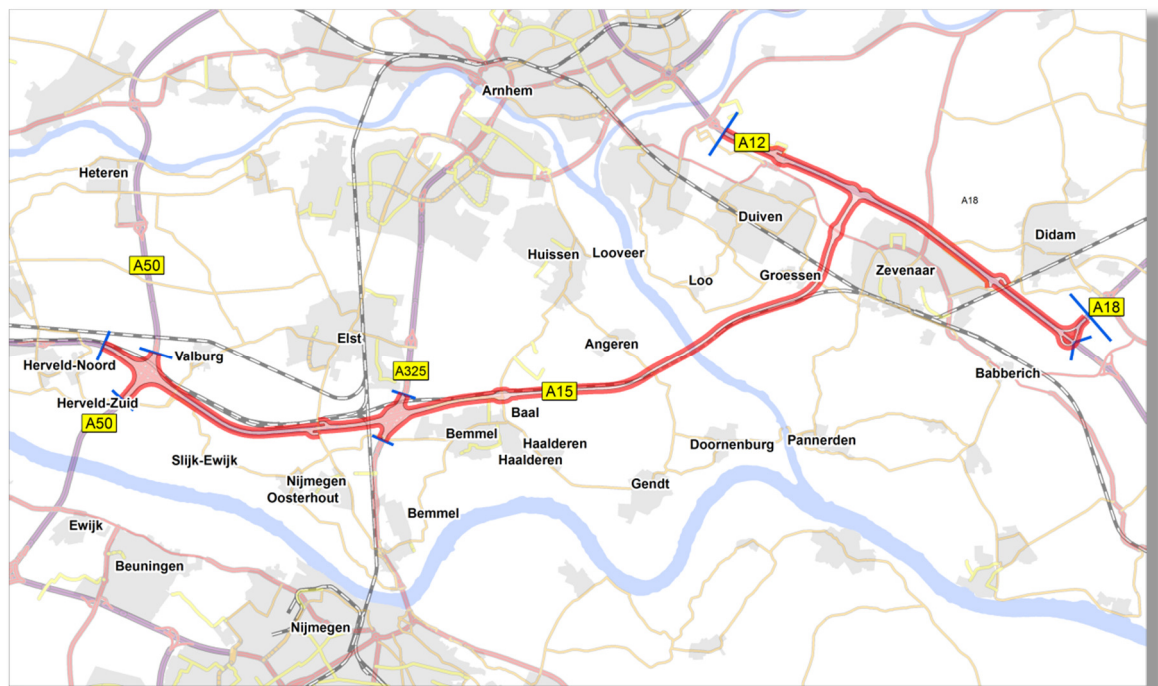 Arnhem
A12
Heteren
A18
Duiven
Didam
Huissen
Looveer
A50
Groessen
Zevenaar
Loo
A18
Elst
Angeren
Valburg
Herveld-Noord
A325
Babberich
A15
Herveld-Zuid
Baal
A50
Bemmel
Haalderen
Doornenburg
Pannerden
Slijk-Ewijk
Haalderen
Nijmegen
Oosterhout
Gendt
Bemmel
Ewijk
Beuningen
Nijmegen